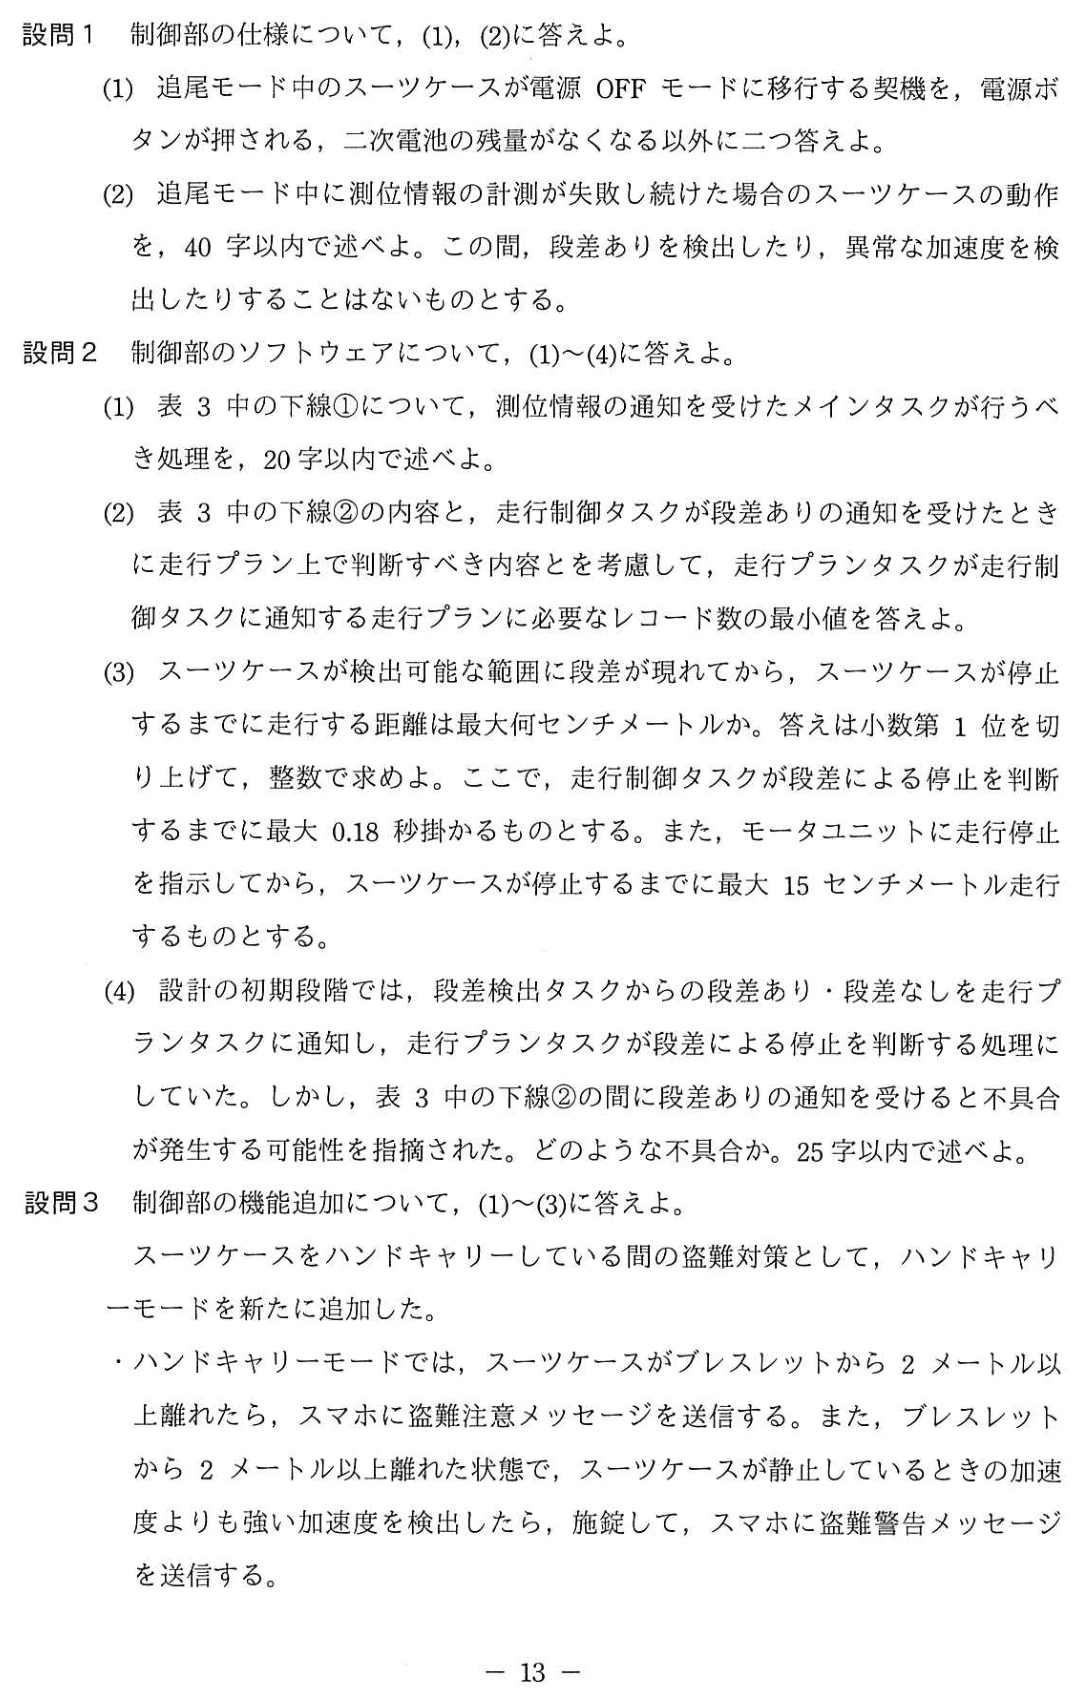 設問1 制御部の仕様について，(1)，(2)に答えよ。
(1) 追尾モード中のスーツケースが電源 OFF モードに移行する契機を，電源ボ
タンが押される，二次電池の残量がなくなる以外に二つ答えよ。
(2) 追尾モード中に測位情報の計測が失敗し続けた場合のスーツケースの動作
を，40 字以内で述べよ。この間，段差ありを検出したり，異常な加速度を検
出したりすることはないものとする。
設問2 制御部のソフトウェアについて，(1)～(4)に答えよ。
(1) 表 3 中の下線①について，測位情報の通知を受けたメインタスクが行うべ
き処理を，20 字以内で述べよ。
(2) 表 3 中の下線②の内容と，走行制御タスクが段差ありの通知を受けたとき
に走行プラン上で判断すべき内容とを考慮して，走行プランタスクが走行制
御タスクに通知する走行プランに必要なレコード数の最小値を答えよ。
(3) スーツケースが検出可能な範囲に段差が現れてから，スーツケースが停止
するまでに走行する距離は最大何センチメートルか。答えは小数第 1 位を切
り上げて，整数で求めよ。ここで，走行制御タスクが段差による停止を判断
するまでに最大 0.18 秒掛かるものとする。また，モータユニットに走行停止
を指示してから，スーツケースが停止するまでに最大 15 センチメートル走行
するものとする。
(4) 設計の初期段階では，段差検出タスクからの段差あり・段差なしを走行プ
ランタスクに通知し，走行プランタスクが段差による停止を判断する処理に
していた。しかし，表 3 中の下線②の間に段差ありの通知を受けると不具合
が発生する可能性を指摘された。どのような不具合か。25 字以内で述べよ。
設問3 制御部の機能追加について，(1)～(3)に答えよ。
スーツケースをハンドキャリーしている間の盗難対策として，ハンドキャリ
ーモードを新たに追加した。
・ハンドキャリーモードでは，スーツケースがブレスレットから 2 メートル以
上離れたら，スマホに盗難注意メッセージを送信する。また，ブレスレット
から 2 メートル以上離れた状態で，スーツケースが静止しているときの加速
度よりも強い加速度を検出したら，施錠して，スマホに盗難警告メッセージ
を送信する。
－ 13 －